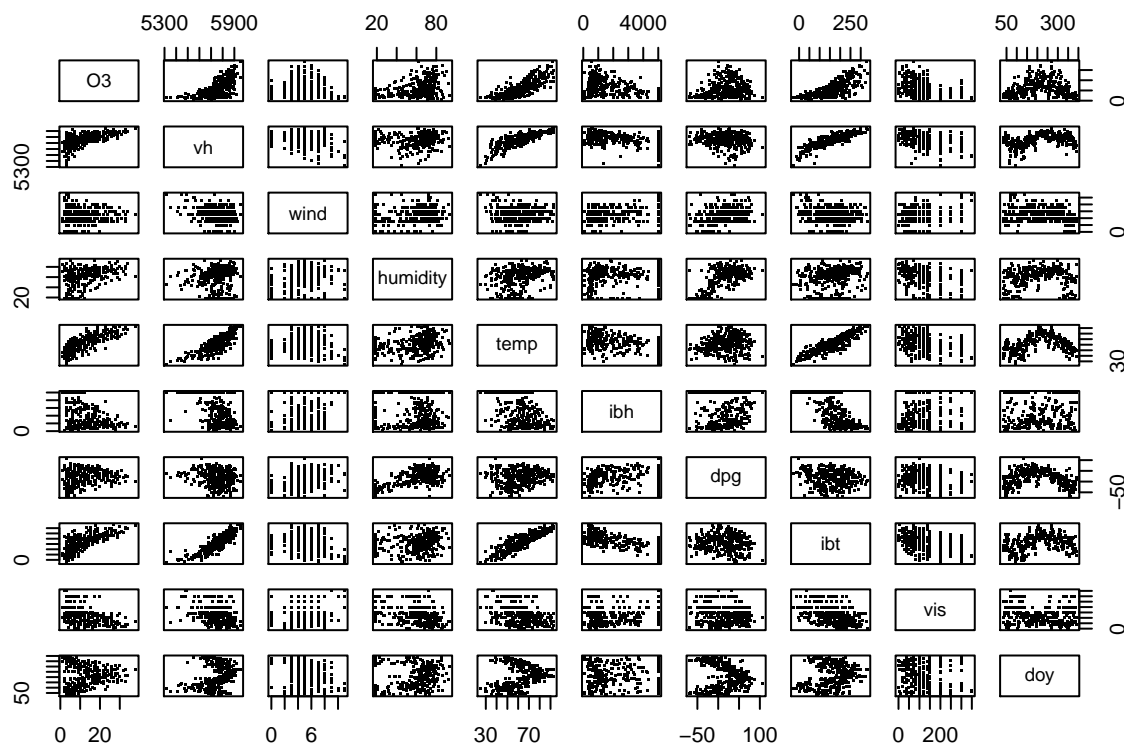 5300 5900 20 80 0 4000 0 250 50 300
O3 0
5300 vh
wind 0
20 humidity
temp 30
0 ibh
dpg −50
0 ibt
vis 0
50 doy
0 20 0 6 30 70 −50 100 0 200